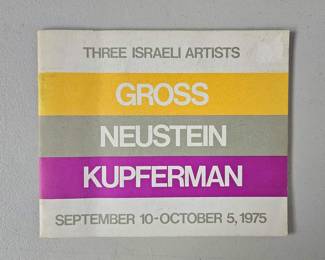 THREE ISRAELI ARTISTS
GROSS
NEUSTEIN
KUPFERMAN
SEPTEMBER 10-OCTOBER 5, 1975